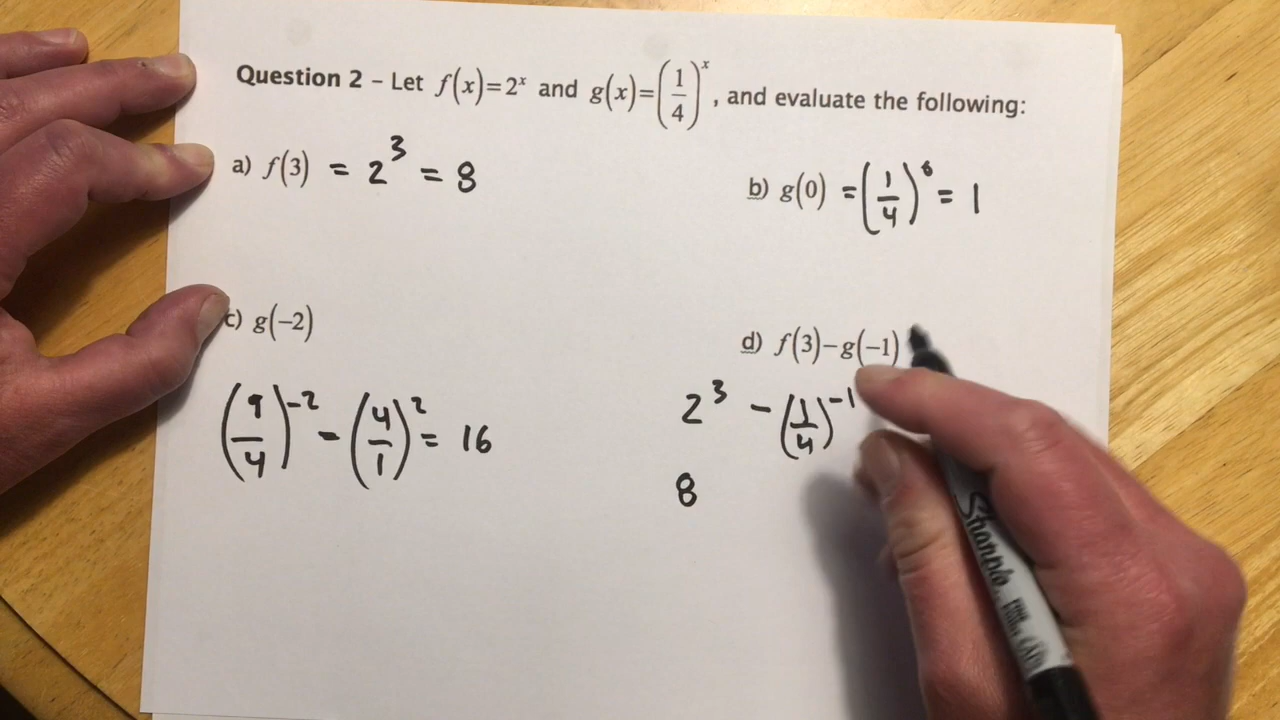 Question 2 – Let f(x)=2^x and g(x)=(1/4)^x, and evaluate the following:
a) f(3) = 2^3 = 8
b) g(0) = (1/4)^0 = 1
c) g(−2)
(1/4)^-2 - (4/1)^2 = 16
d) f(3)−g(−1)
2^3 - (1/4)^-1
8
Sharpie